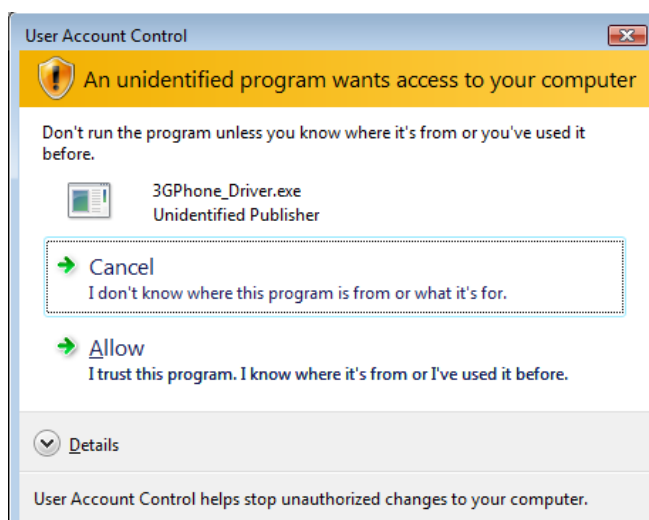 User Account Control
An unidentified program wants access to your computer
Don't run the program unless you know where it's from or you've used it
before.
3GPhone_Driver.exe
Unidentified Publisher
Cancel
I don't know where this program is from or what it's for.
Allow
I trust this program. I know where it's from or I've used it before.
Details
User Account Control helps stop unauthorized changes to your computer.